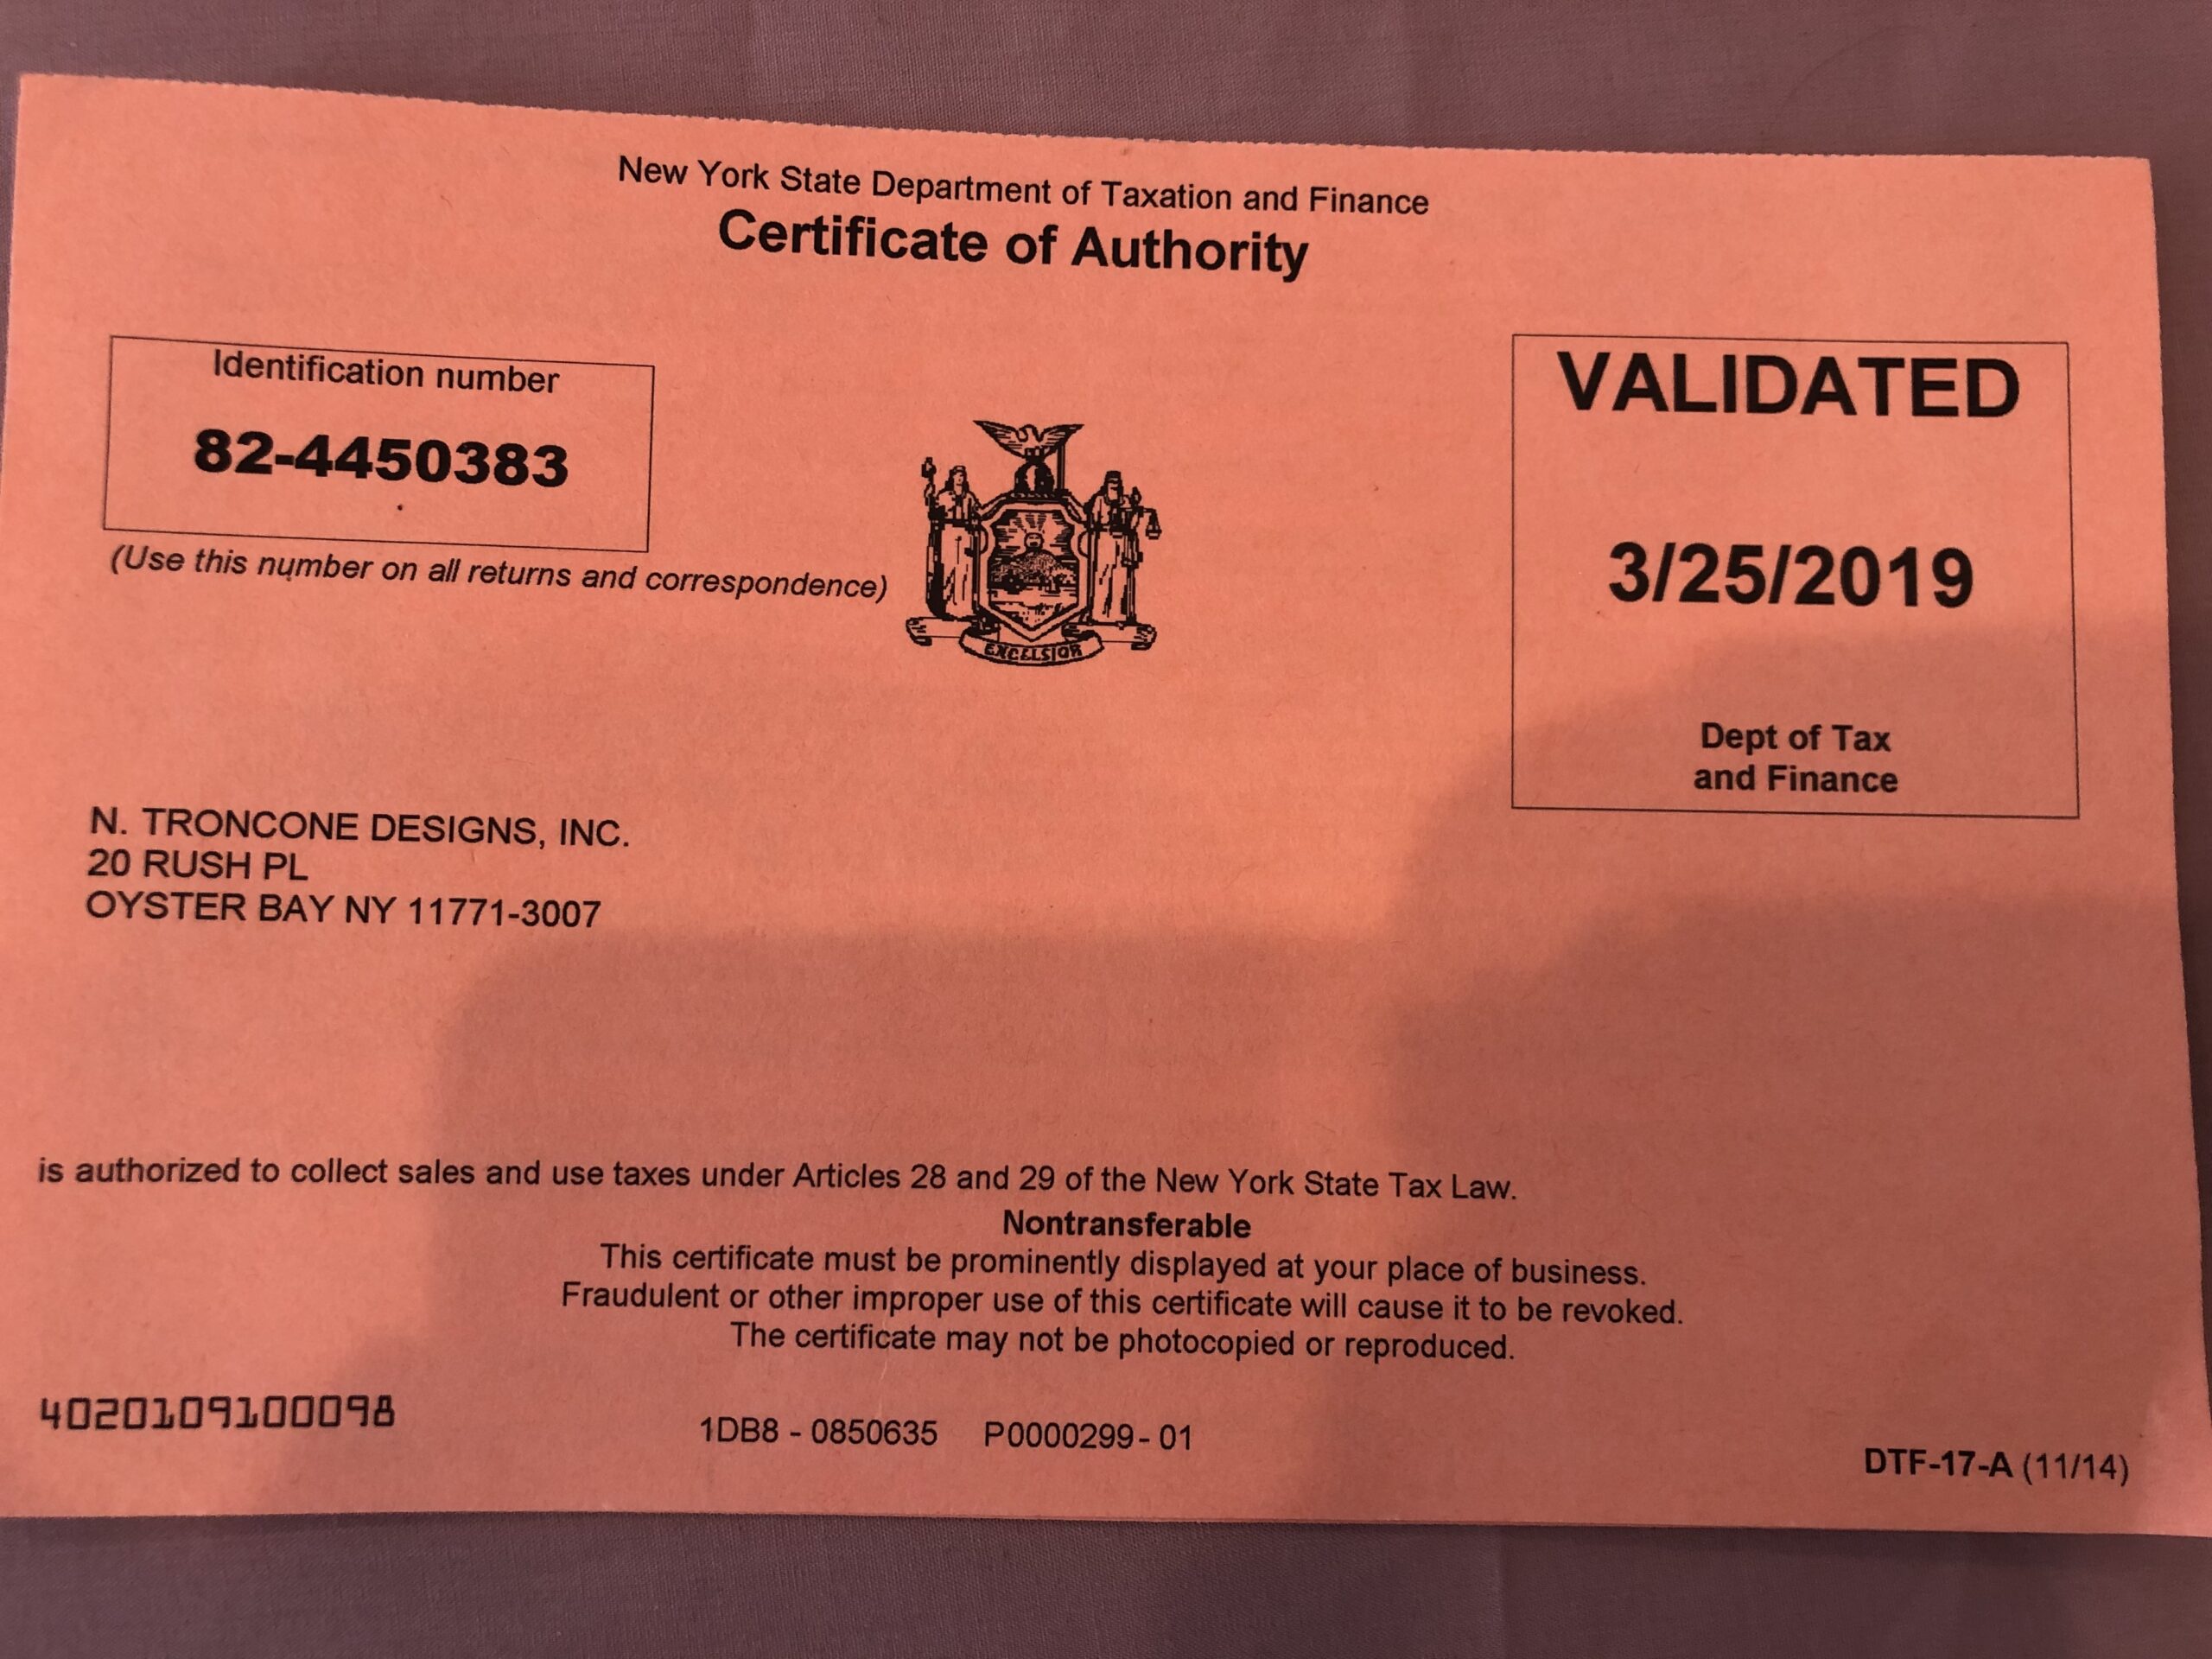 New York State Department of Taxation and Finance
Certificate of Authority
Identification number
82-4450383
(Use this number on all returns and correspondence)
EXCELSIOR
VALIDATED
3/25/2019
Dept of Tax
and Finance
N. TRONCONE DESIGNS, INC.
20 RUSH PL
OYSTER BAY NY 11771-3007
is authorized to collect sales and use taxes under Articles 28 and 29 of the New York State Tax Law.
Nontransferable
This certificate must be prominently displayed at your place of business.
Fraudulent or other improper use of this certificate will cause it to be revoked.
The certificate may not be photocopied or reproduced.
4020109100098
1DB8 - 0850635 P0000299 - 01
DTF-17-A (11/14)